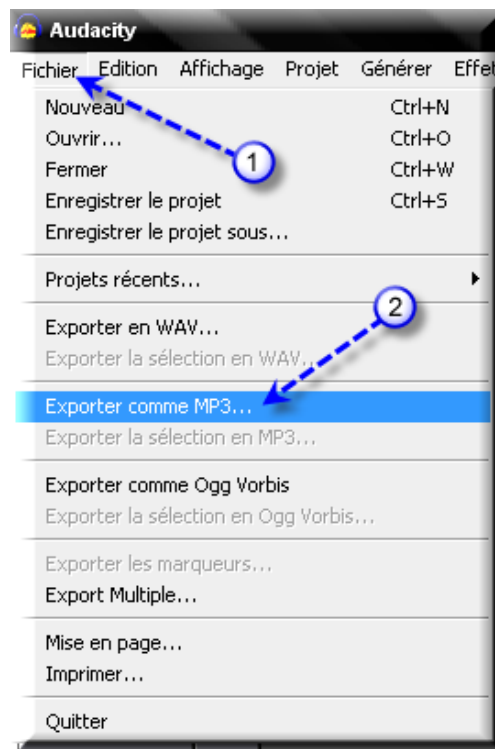 Audacity
Fichier Edition Affichage Projet Générer Effet
Nouveau Ctrl+N
1
Ouvrir... Ctrl+O
Fermer Ctrl+W
Enregistrer le projet Ctrl+S
Enregistrer le projet sous...
Projets récents...
2
Exporter en WAV...
Exporter la sélection en WAV...
Exporter comme MP3...
Exporter la sélection en MP3...
Exporter comme Ogg Vorbis
Exporter la sélection en Ogg Vorbis...
Exporter les marqueurs...
Export Multiple...
Mise en page...
Imprimer...
Quitter